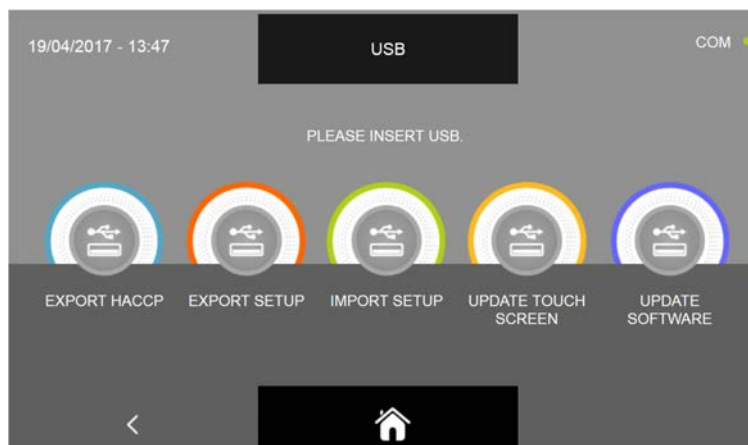 19/04/2017 - 13:47
USB
COM
PLEASE INSERT USB.
EXPORT HACCP
EXPORT SETUP
IMPORT SETUP
UPDATE TOUCH
SCREEN
UPDATE
SOFTWARE